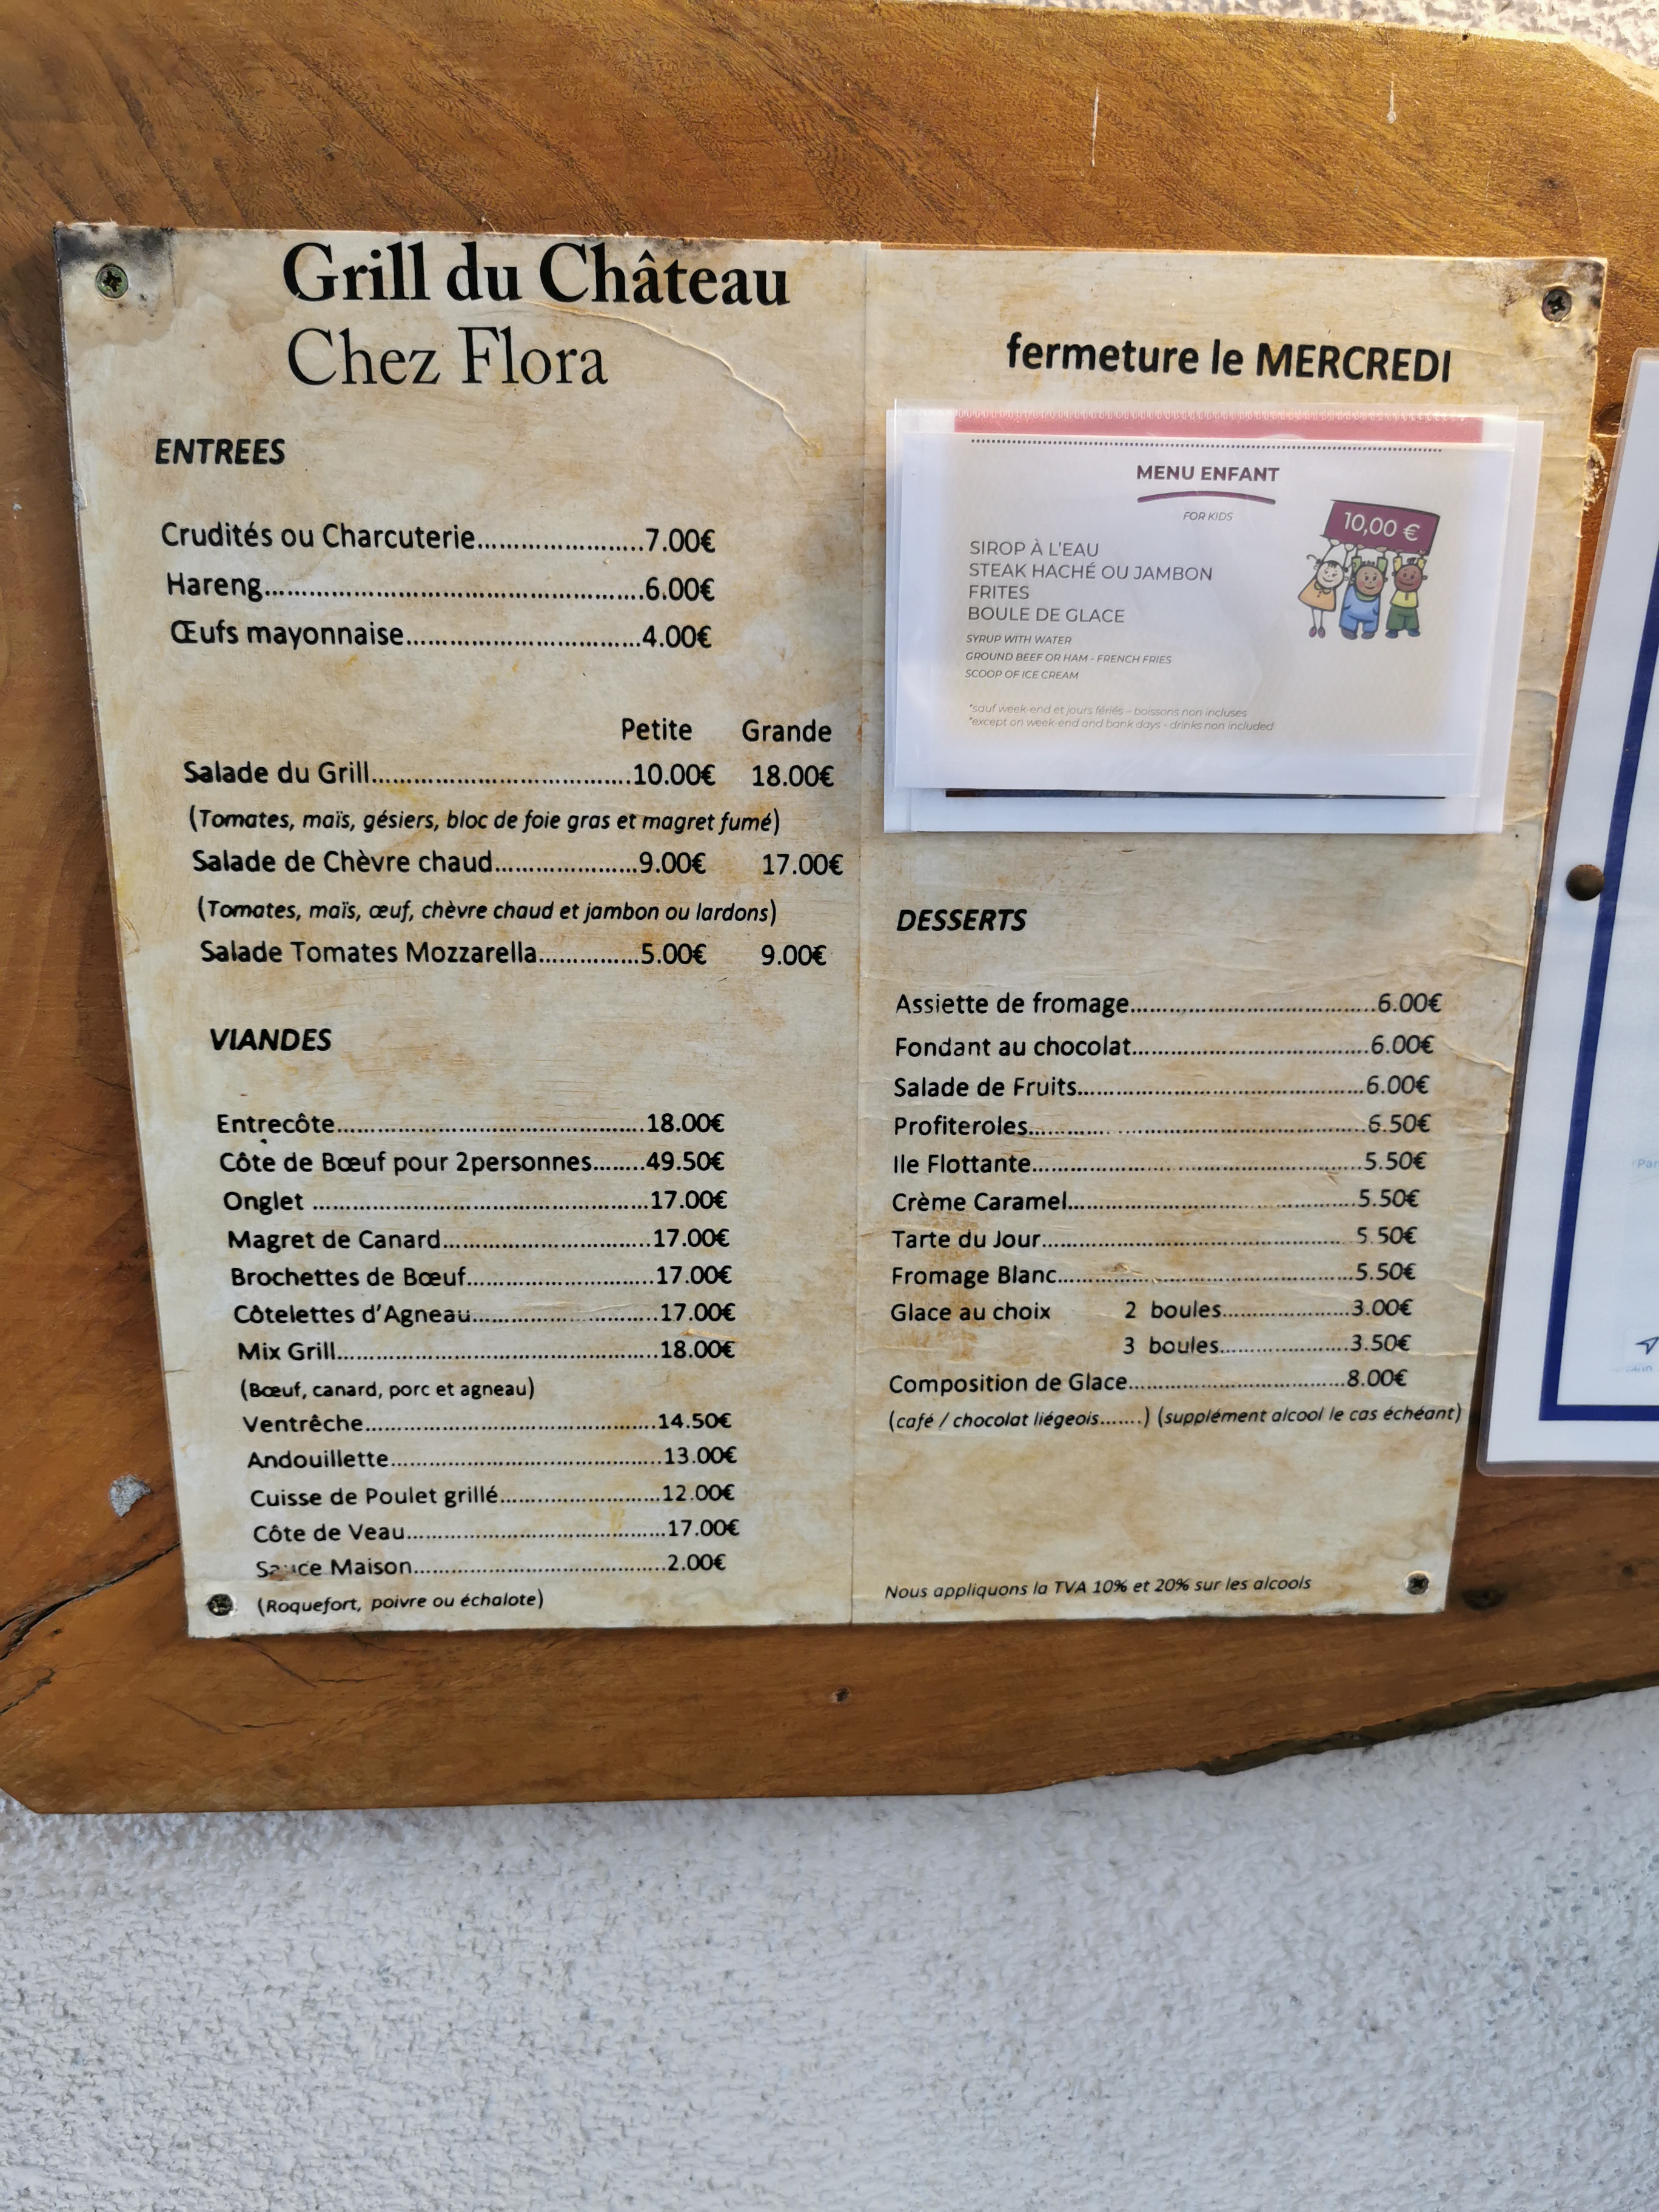 Grill du Château
Chez Flora
ENTREES
Crudités ou Charcuterie.......................7.00€
Hareng....................................................6.00€
Œufs mayonnaise................................4.00€
Petite Grande
Salade du Grill....................................10.00€ 18.00€
(Tomates, maïs, gésiers, bloc de foie gras et magret fumé)
Salade de Chèvre chaud....................9.00€ 17.00€
(Tomates, maïs, œuf, chèvre chaud et jambon ou lardons)
Salade Tomates Mozzarella...............5.00€ 9.00€
VIANDES
Entrecôte..............................................18.00€
Côte de Bœuf pour 2personnes........49.50€
Onglet ..................................................17.00€
Magret de Canard...............................17.00€
Brochettes de Bœuf............................17.00€
Côtelettes d'Agneau............................17.00€
Mix Grill................................................18.00€
(Bœuf, canard, porc et agneau)
Ventrêche............................................14.50€
Andouillette.........................................13.00€
Cuisse de Poulet grillé........................12.00€
Côte de Veau.......................................17.00€
Sauce Maison......................................2.00€
(Roquefort, poivre ou échalote)
fermeture le MERCREDI
MENU ENFANT
FOR KIDS
10,00 €
SIROP À L'EAU
STEAK HACHÉ OU JAMBON
FRITES
BOULE DE GLACE
SYRUP WITH WATER
GROUND BEEF OR HAM - FRENCH FRIES
SCOOP OF ICE CREAM
*sauf week-end et jours fériés – boissons non incluses
*except on week-end and bank days - drinks non included
DESSERTS
Assiette de fromage......................................6.00€
Fondant au chocolat.....................................6.00€
Salade de Fruits.............................................6.00€
Profiteroles....................................................6.50€
Ile Flottante...................................................5.50€
Crème Caramel.............................................5.50€
Tarte du Jour............................................... 5.50€
Fromage Blanc..............................................5.50€
Glace au choix 2 boules....................3.00€
3 boules....................3.50€
Composition de Glace..................................8.00€
(café / chocolat liégeois.......) (supplément alcool le cas échéant)
Nous appliquons la TVA 10% et 20% sur les alcools